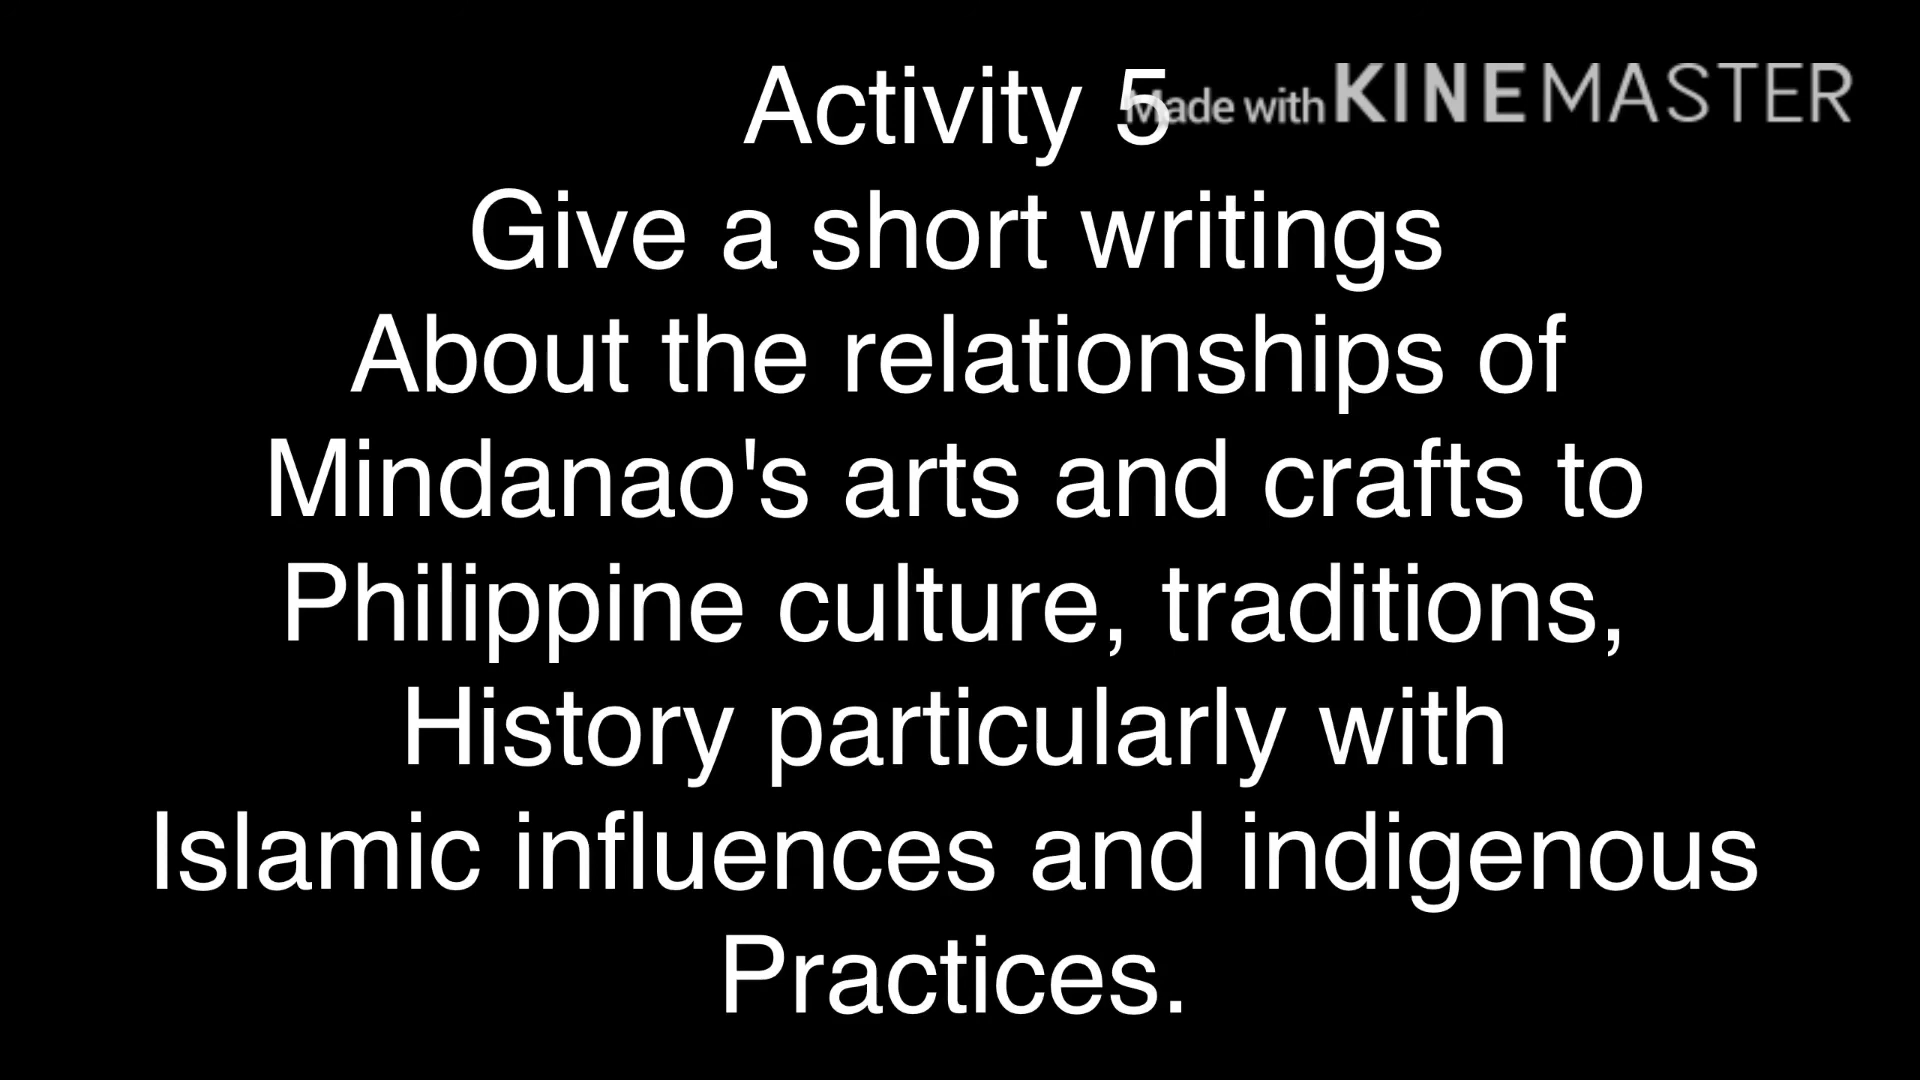 Activity 5
Made with KINEMASTER
Give a short writings
About the relationships of
Mindanao's arts and crafts to
Philippine culture, traditions,
History particularly with
Islamic influences and indigenous
Practices.